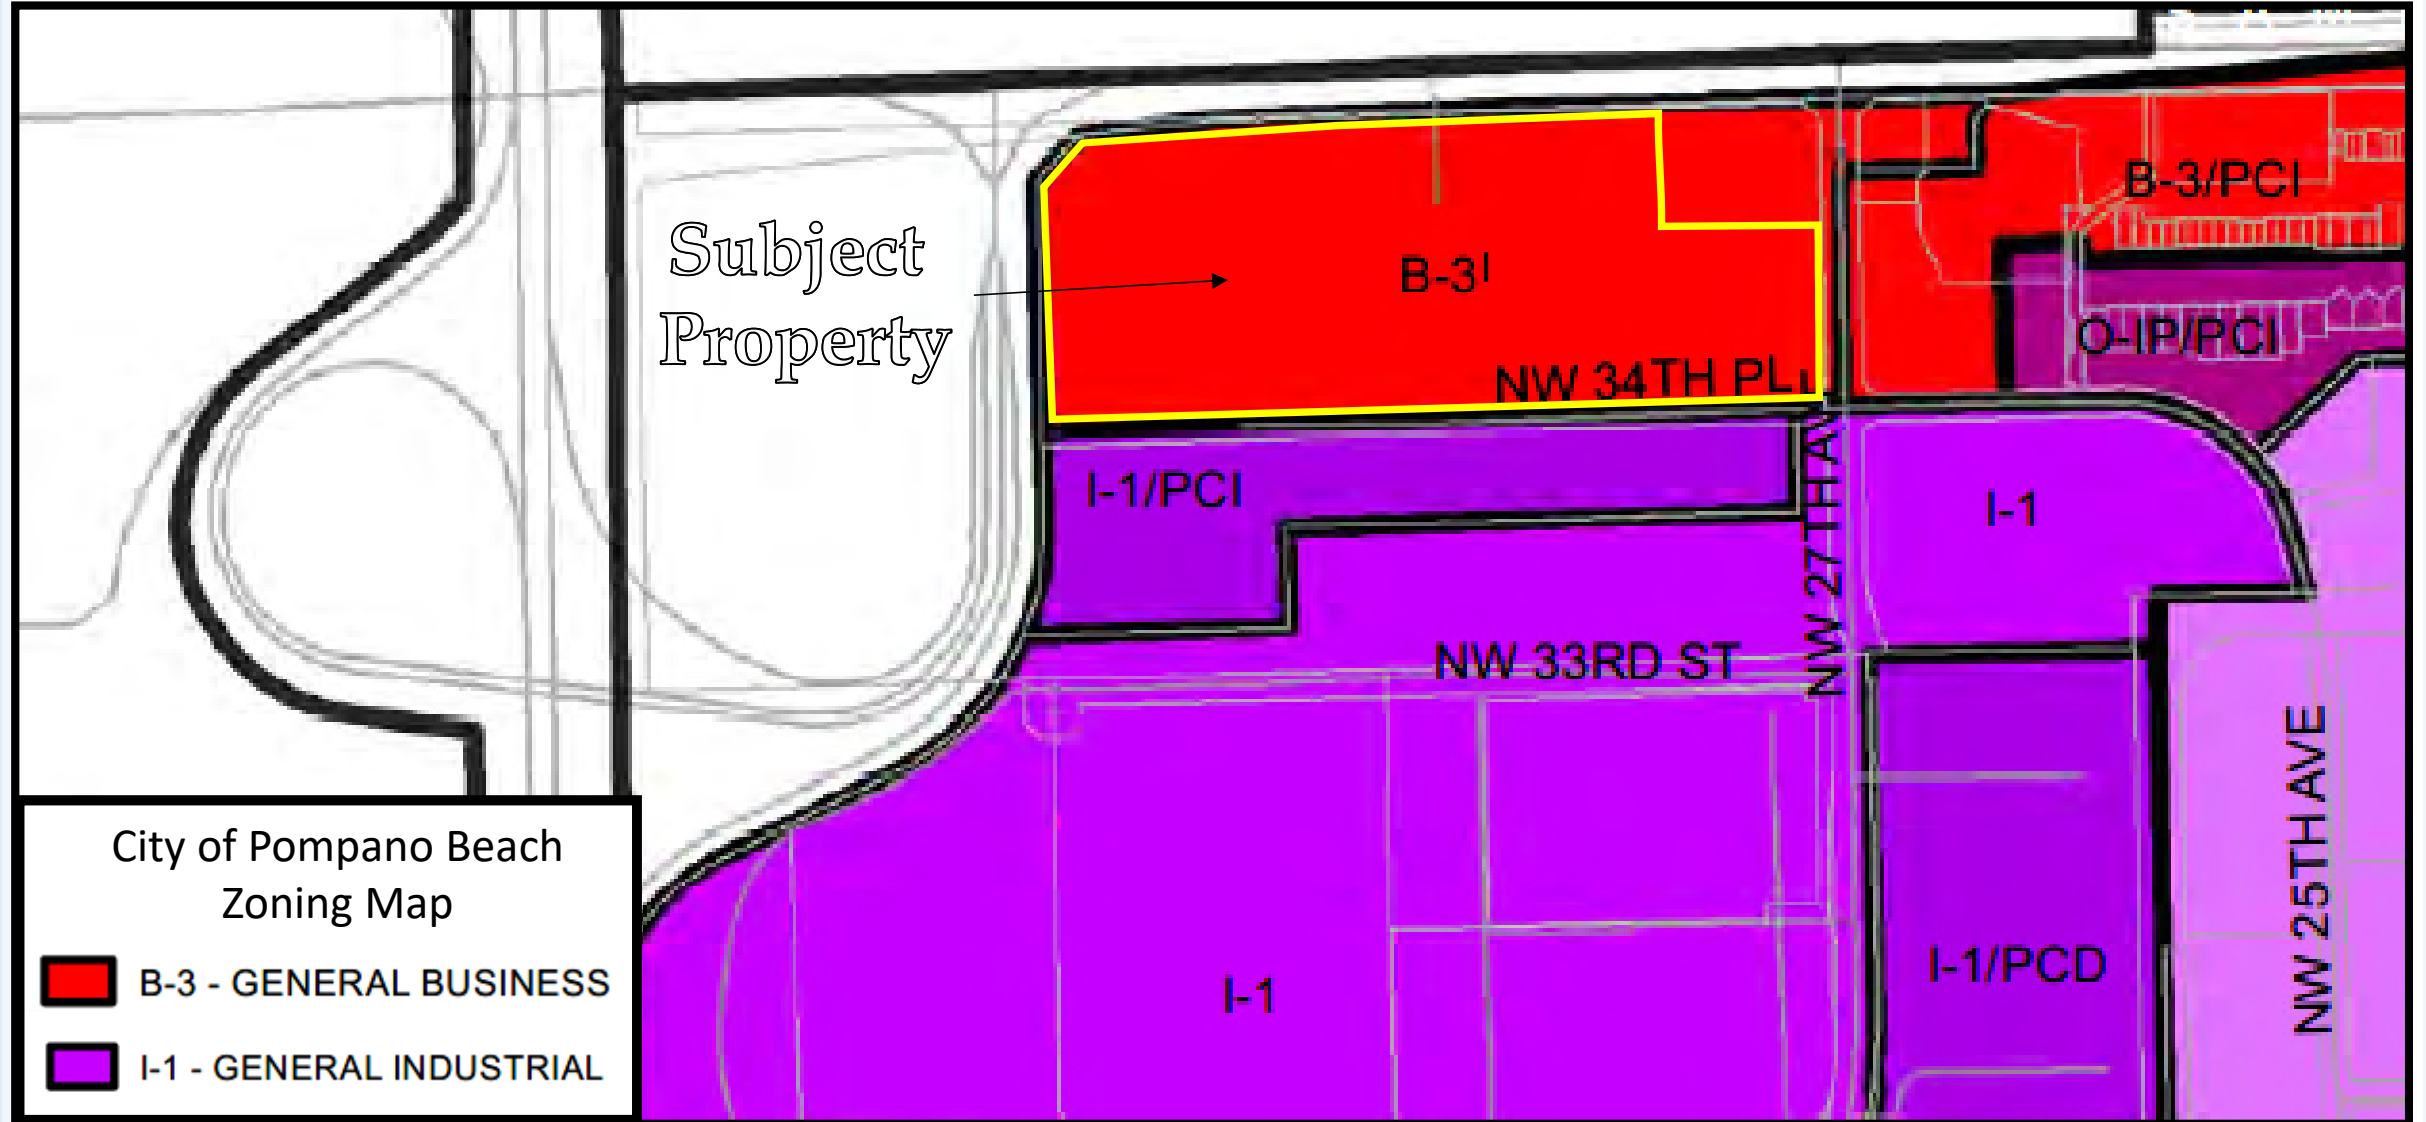 B-3/PCI
Subject
Property
B-3
O-IP/PCI
NW 34TH PL
I-1/PCI
I-1
NW 27TH AV
NW 33RD ST
NW 25TH AVE
I-1/PCD
I-1
City of Pompano Beach
Zoning Map
B-3 - GENERAL BUSINESS
I-1 - GENERAL INDUSTRIAL